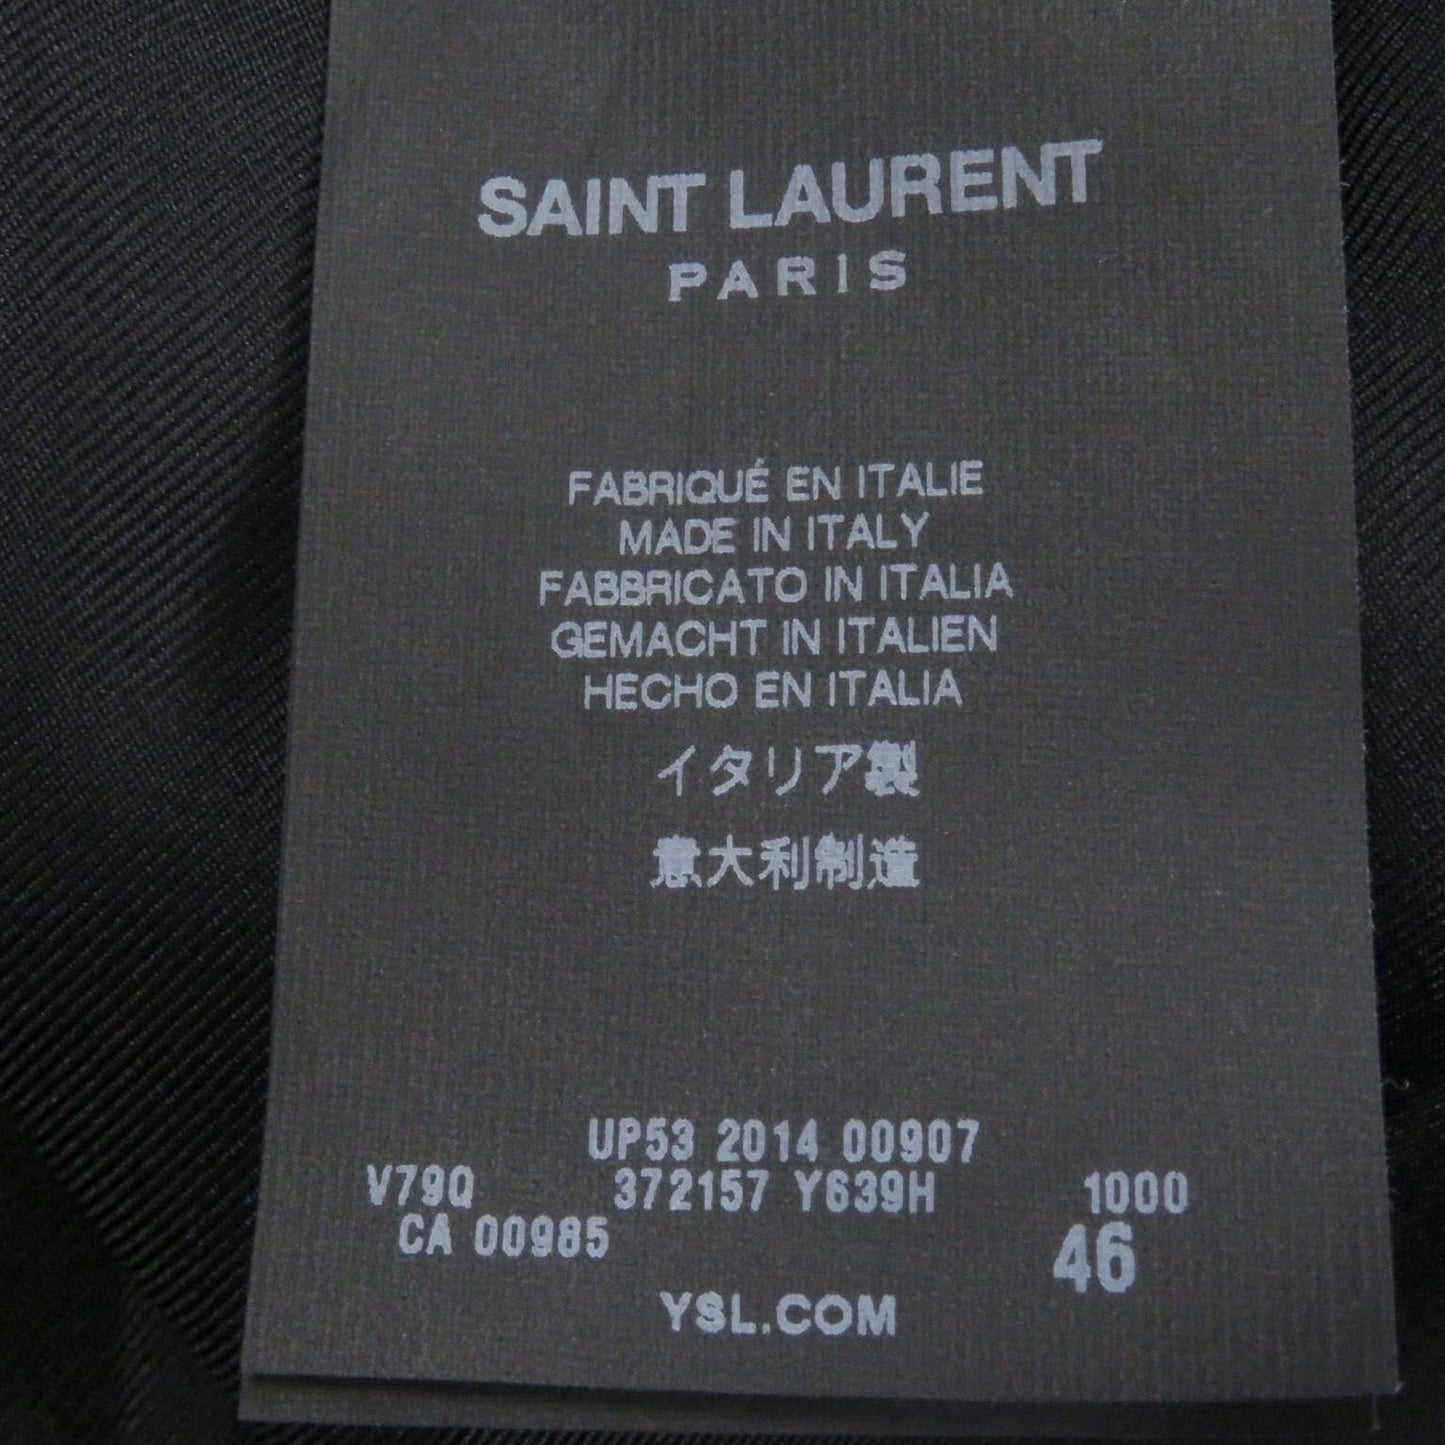 SAINT LAURENT
PARIS
FABRIQUÉ EN ITALIE
MADE IN ITALY
FABBRICATO IN ITALIA
GEMACHT IN ITALIEN
HECHO EN ITALIA
イタリア製
意大利制造
UP53 2014 00907
V79Q 372157 Y639H 1000
CA 00985 46
YSL.COM